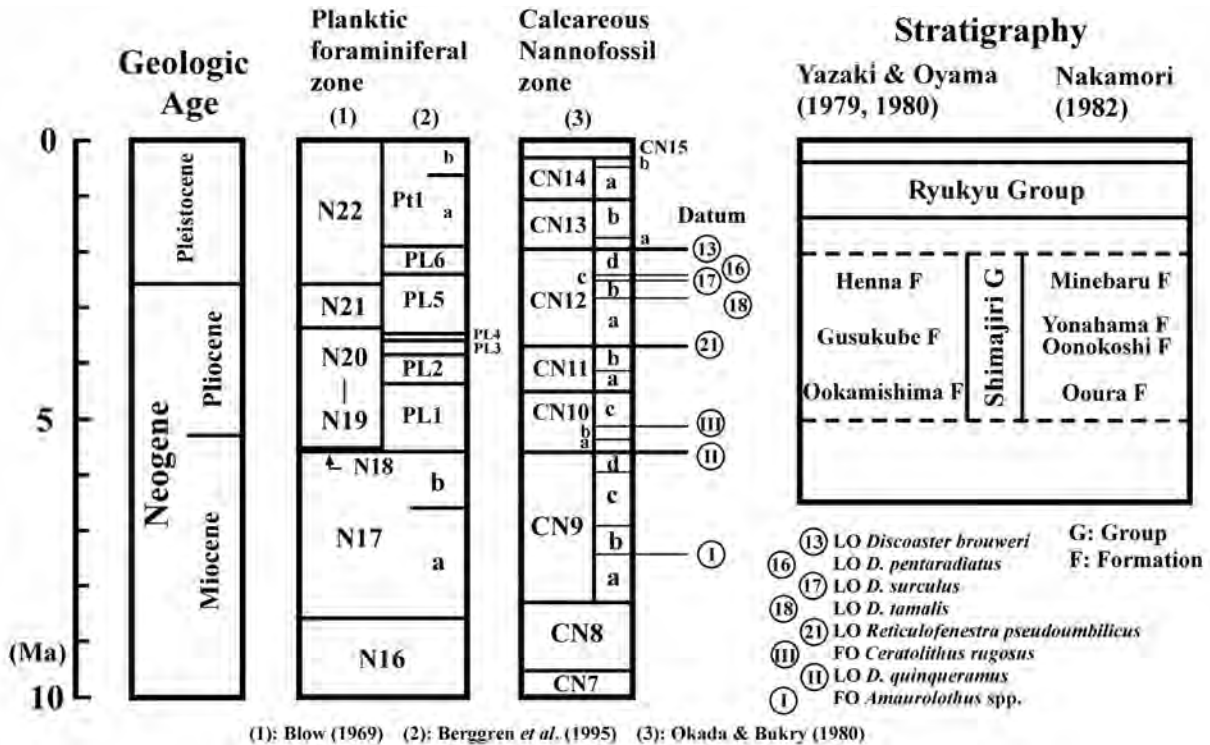 Geologic
Age
Planktic
foraminiferal
zone
(1) (2)
Calcareous
Nannofossil
zone
(3)
Stratigraphy
Yazaki & Oyama
(1979, 1980)
Nakamori
(1982)
0
5
(Ma)
10
Pleistocene
Neogene
Pliocene
Miocene
N22
N21
N20
N19
N18
N17
b
a
N16
b
Pt1
a
PL6
PL5
PL4
PL3
PL2
PL1
CN15
CN14
b
a
CN13
b
a
CN12
d
c
b
a
CN11
b
a
CN10
c
b
a
CN9
d
c
b
a
CN8
CN7
Datum
13
16
17
18
21
III
II
I
Ryukyu Group
Henna F
Gusukube F
Ookamishima F
Shimajiri G
Minebaru F
Yonahama F
Oonokoshi F
Ooura F
13 LO Discoaster brouweri
16 LO D. pentaradiatus
17 LO D. surculus
18 LO D. tamalis
21 LO Reticulofenestra pseudoumbilicus
III FO Ceratolithus rugosus
II LO D. quinqueramus
I FO Amaurolothus spp.
G: Group
F: Formation
(1): Blow (1969) (2): Berggren et al. (1995) (3): Okada & Bukry (1980)